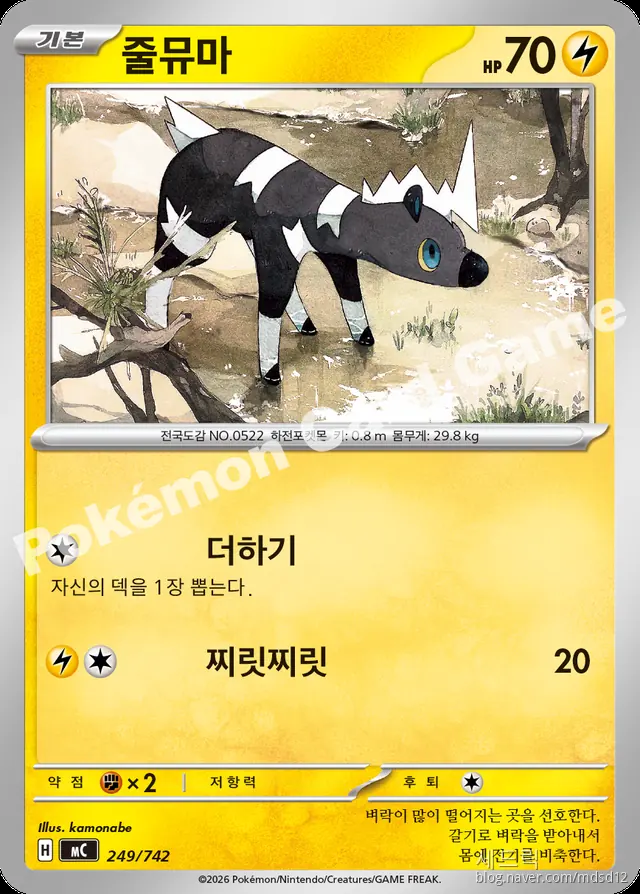 기본 줄뮤마 HP 70
전국도감 NO.0522 하전포켓몬 키: 0.8 m 몸무게: 29.8 kg
Pokémon Card Game
더하기
자신의 덱을 1장 뽑는다.
찌릿찌릿 20
약점 ×2 저항력 후퇴
벼락이 많이 떨어지는 곳을 선호한다.
갈기로 벼락을 받아내서
몸에 전기를 비축한다.
Illus. kamonabe
H mC 249/742
©2026 Pokémon/Nintendo/Creatures/GAME FREAK.
blog.naver.com/mdsd12